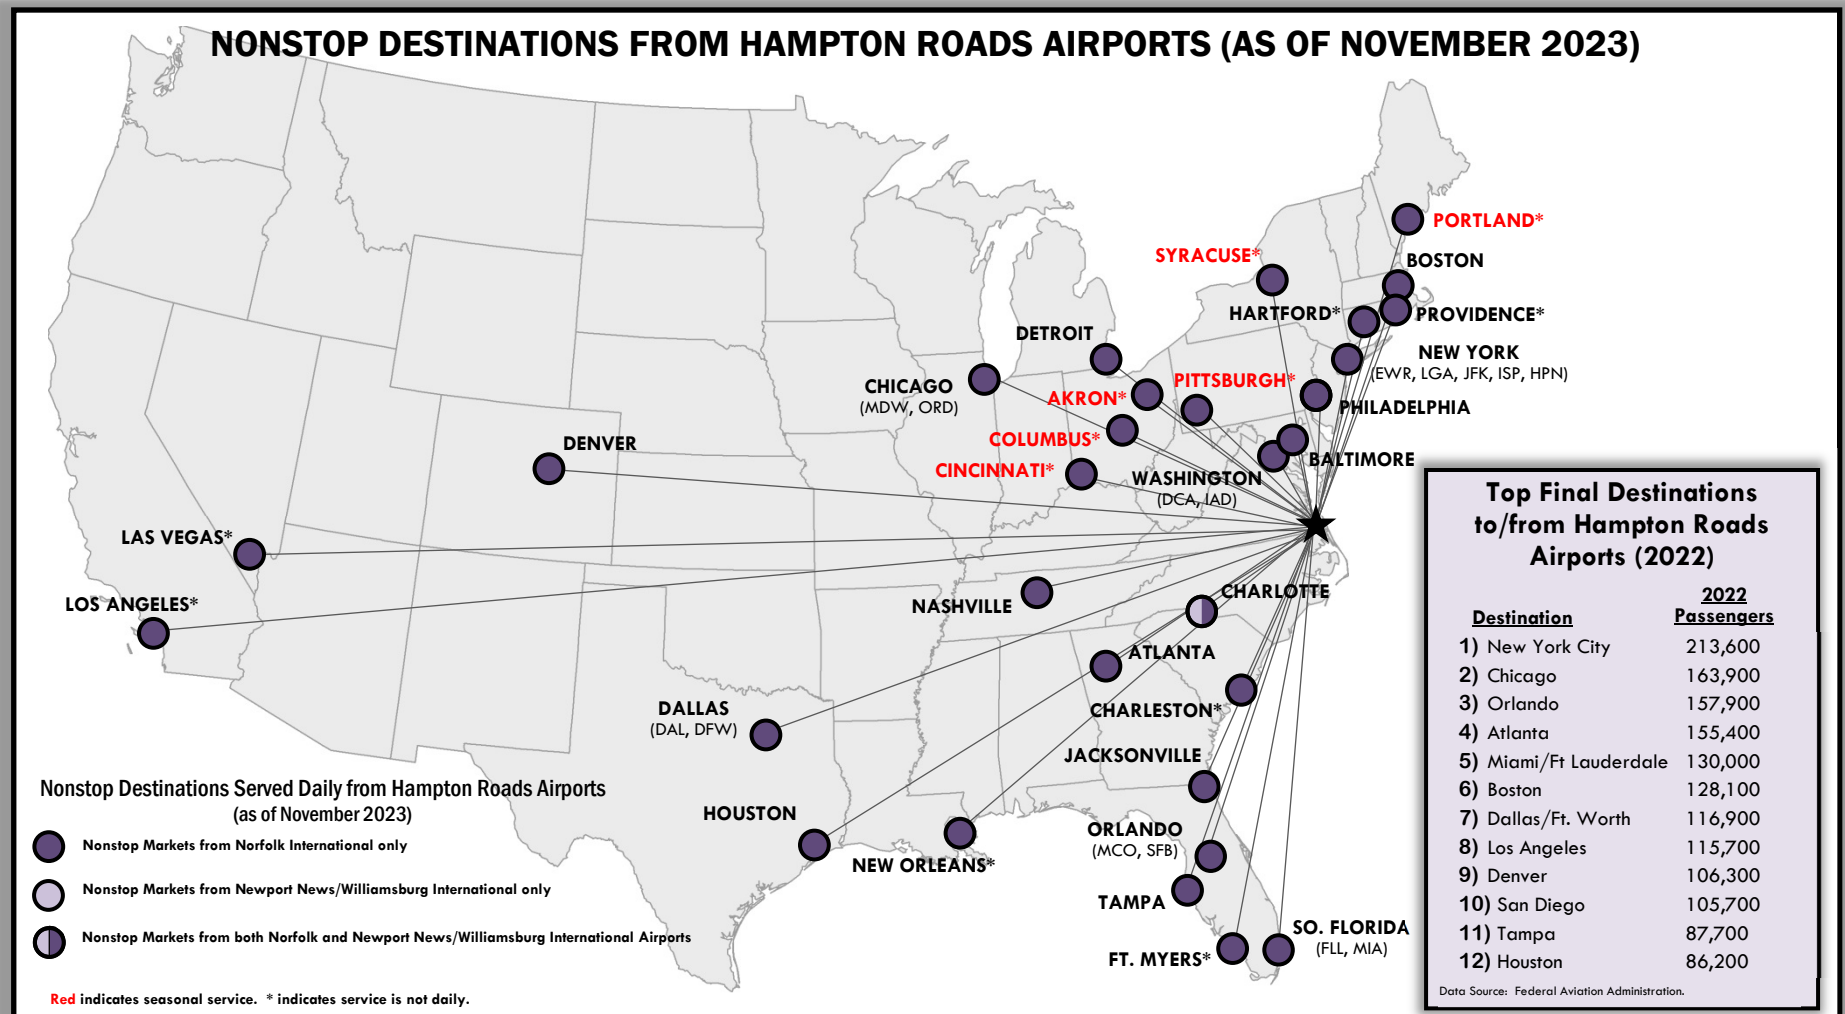 NONSTOP DESTINATIONS FROM HAMPTON ROADS AIRPORTS (AS OF NOVEMBER 2023)
PORTLAND*
SYRACUSE*
BOSTON
HARTFORD*
PROVIDENCE*
DETROIT
NEW YORK
(EWR, LGA, JFK, ISP, HPN)
CHICAGO
(MDW, ORD)
PITTSBURGH*
AKRON*
PHILADELPHIA
COLUMBUS*
DENVER
BALTIMORE
CINCINNATI*
WASHINGTON
(DCA, IAD)
LAS VEGAS*
LOS ANGELES*
NASHVILLE
CHARLOTTE
ATLANTA
DALLAS
(DAL, DFW)
CHARLESTON*
JACKSONVILLE
HOUSTON
ORLANDO
(MCO, SFB)
NEW ORLEANS*
TAMPA
SO. FLORIDA
(FLL, MIA)
FT. MYERS*
Nonstop Destinations Served Daily from Hampton Roads Airports
(as of November 2023)
Nonstop Markets from Norfolk International only
Nonstop Markets from Newport News/Williamsburg International only
Nonstop Markets from both Norfolk and Newport News/Williamsburg International Airports
Red indicates seasonal service. * indicates service is not daily.
Top Final Destinations
to/from Hampton Roads
Airports (2022)
2022
Destination Passengers
1) New York City 213,600
2) Chicago 163,900
3) Orlando 157,900
4) Atlanta 155,400
5) Miami/Ft Lauderdale 130,000
6) Boston 128,100
7) Dallas/Ft. Worth 116,900
8) Los Angeles 115,700
9) Denver 106,300
10) San Diego 105,700
11) Tampa 87,700
12) Houston 86,200
Data Source: Federal Aviation Administration.